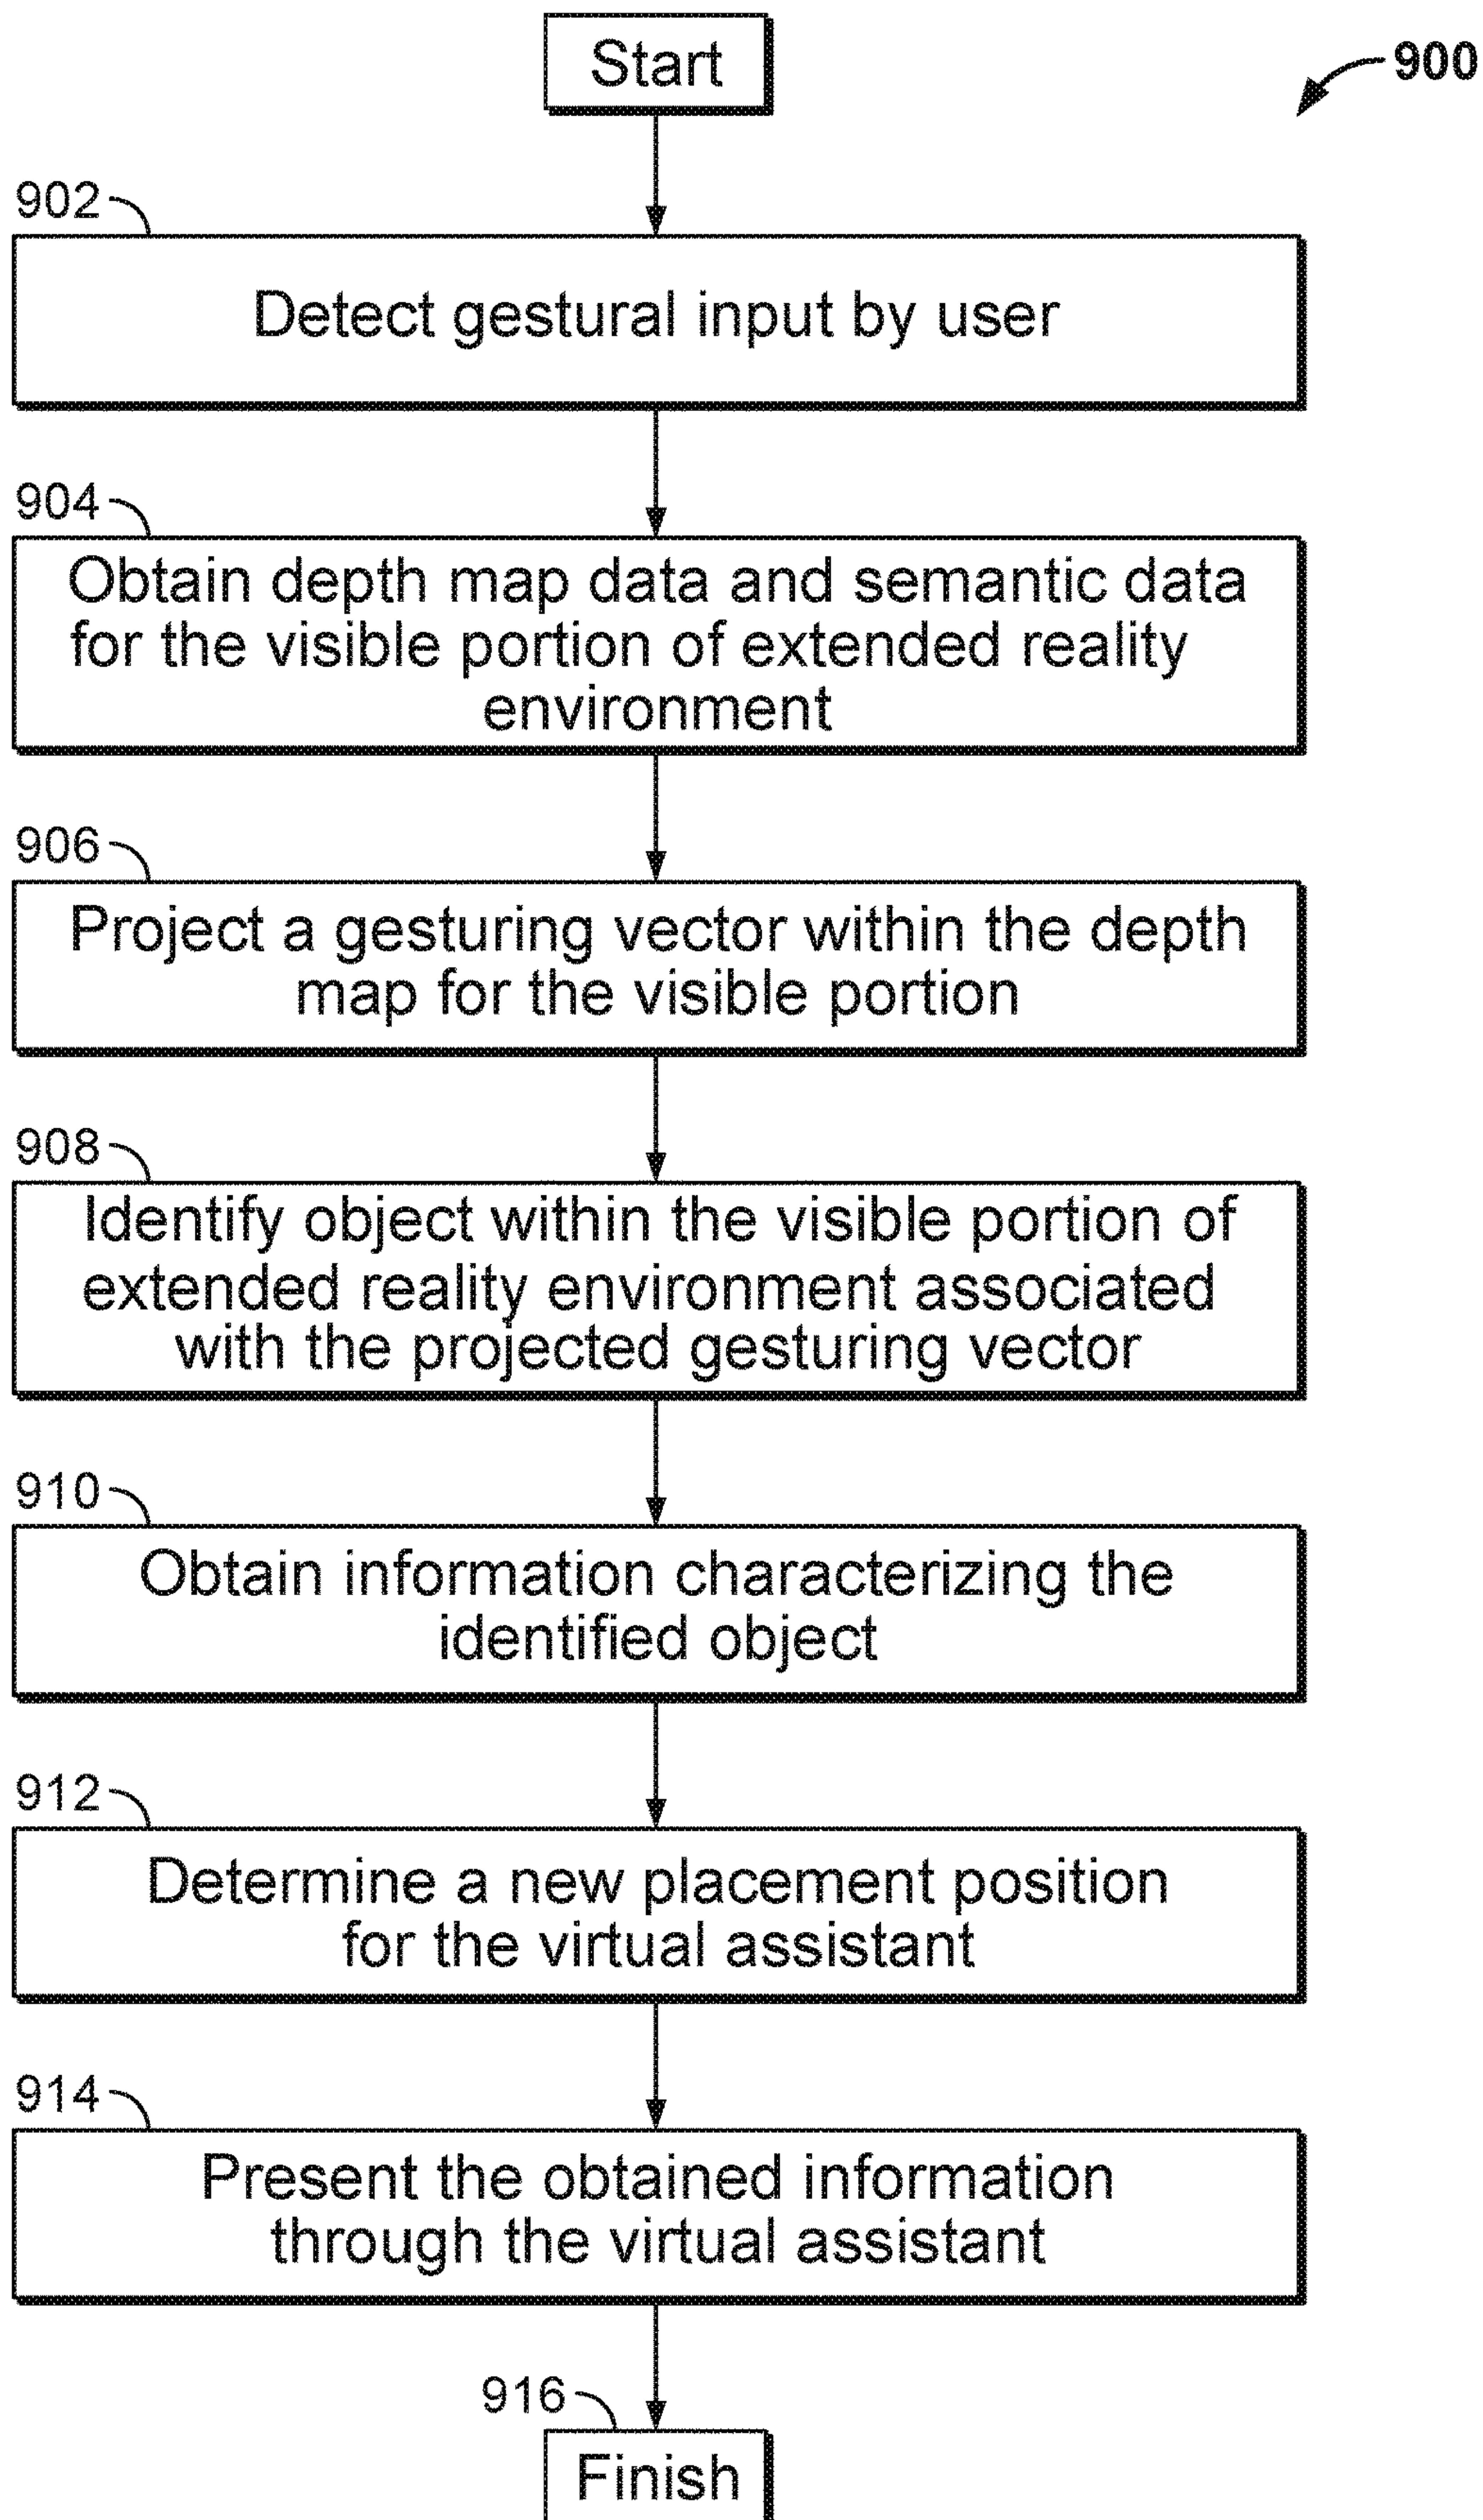 Start
900
902
Detect gestural input by user
904
Obtain depth map data and semantic data
for the visible portion of extended reality
environment
906
Project a gesturing vector within the depth
map for the visible portion
908
Identify object within the visible portion of
extended reality environment associated
with the projected gesturing vector
910
Obtain information characterizing the
identified object
912
Determine a new placement position
for the virtual assistant
914
Present the obtained information
through the virtual assistant
916
Finish